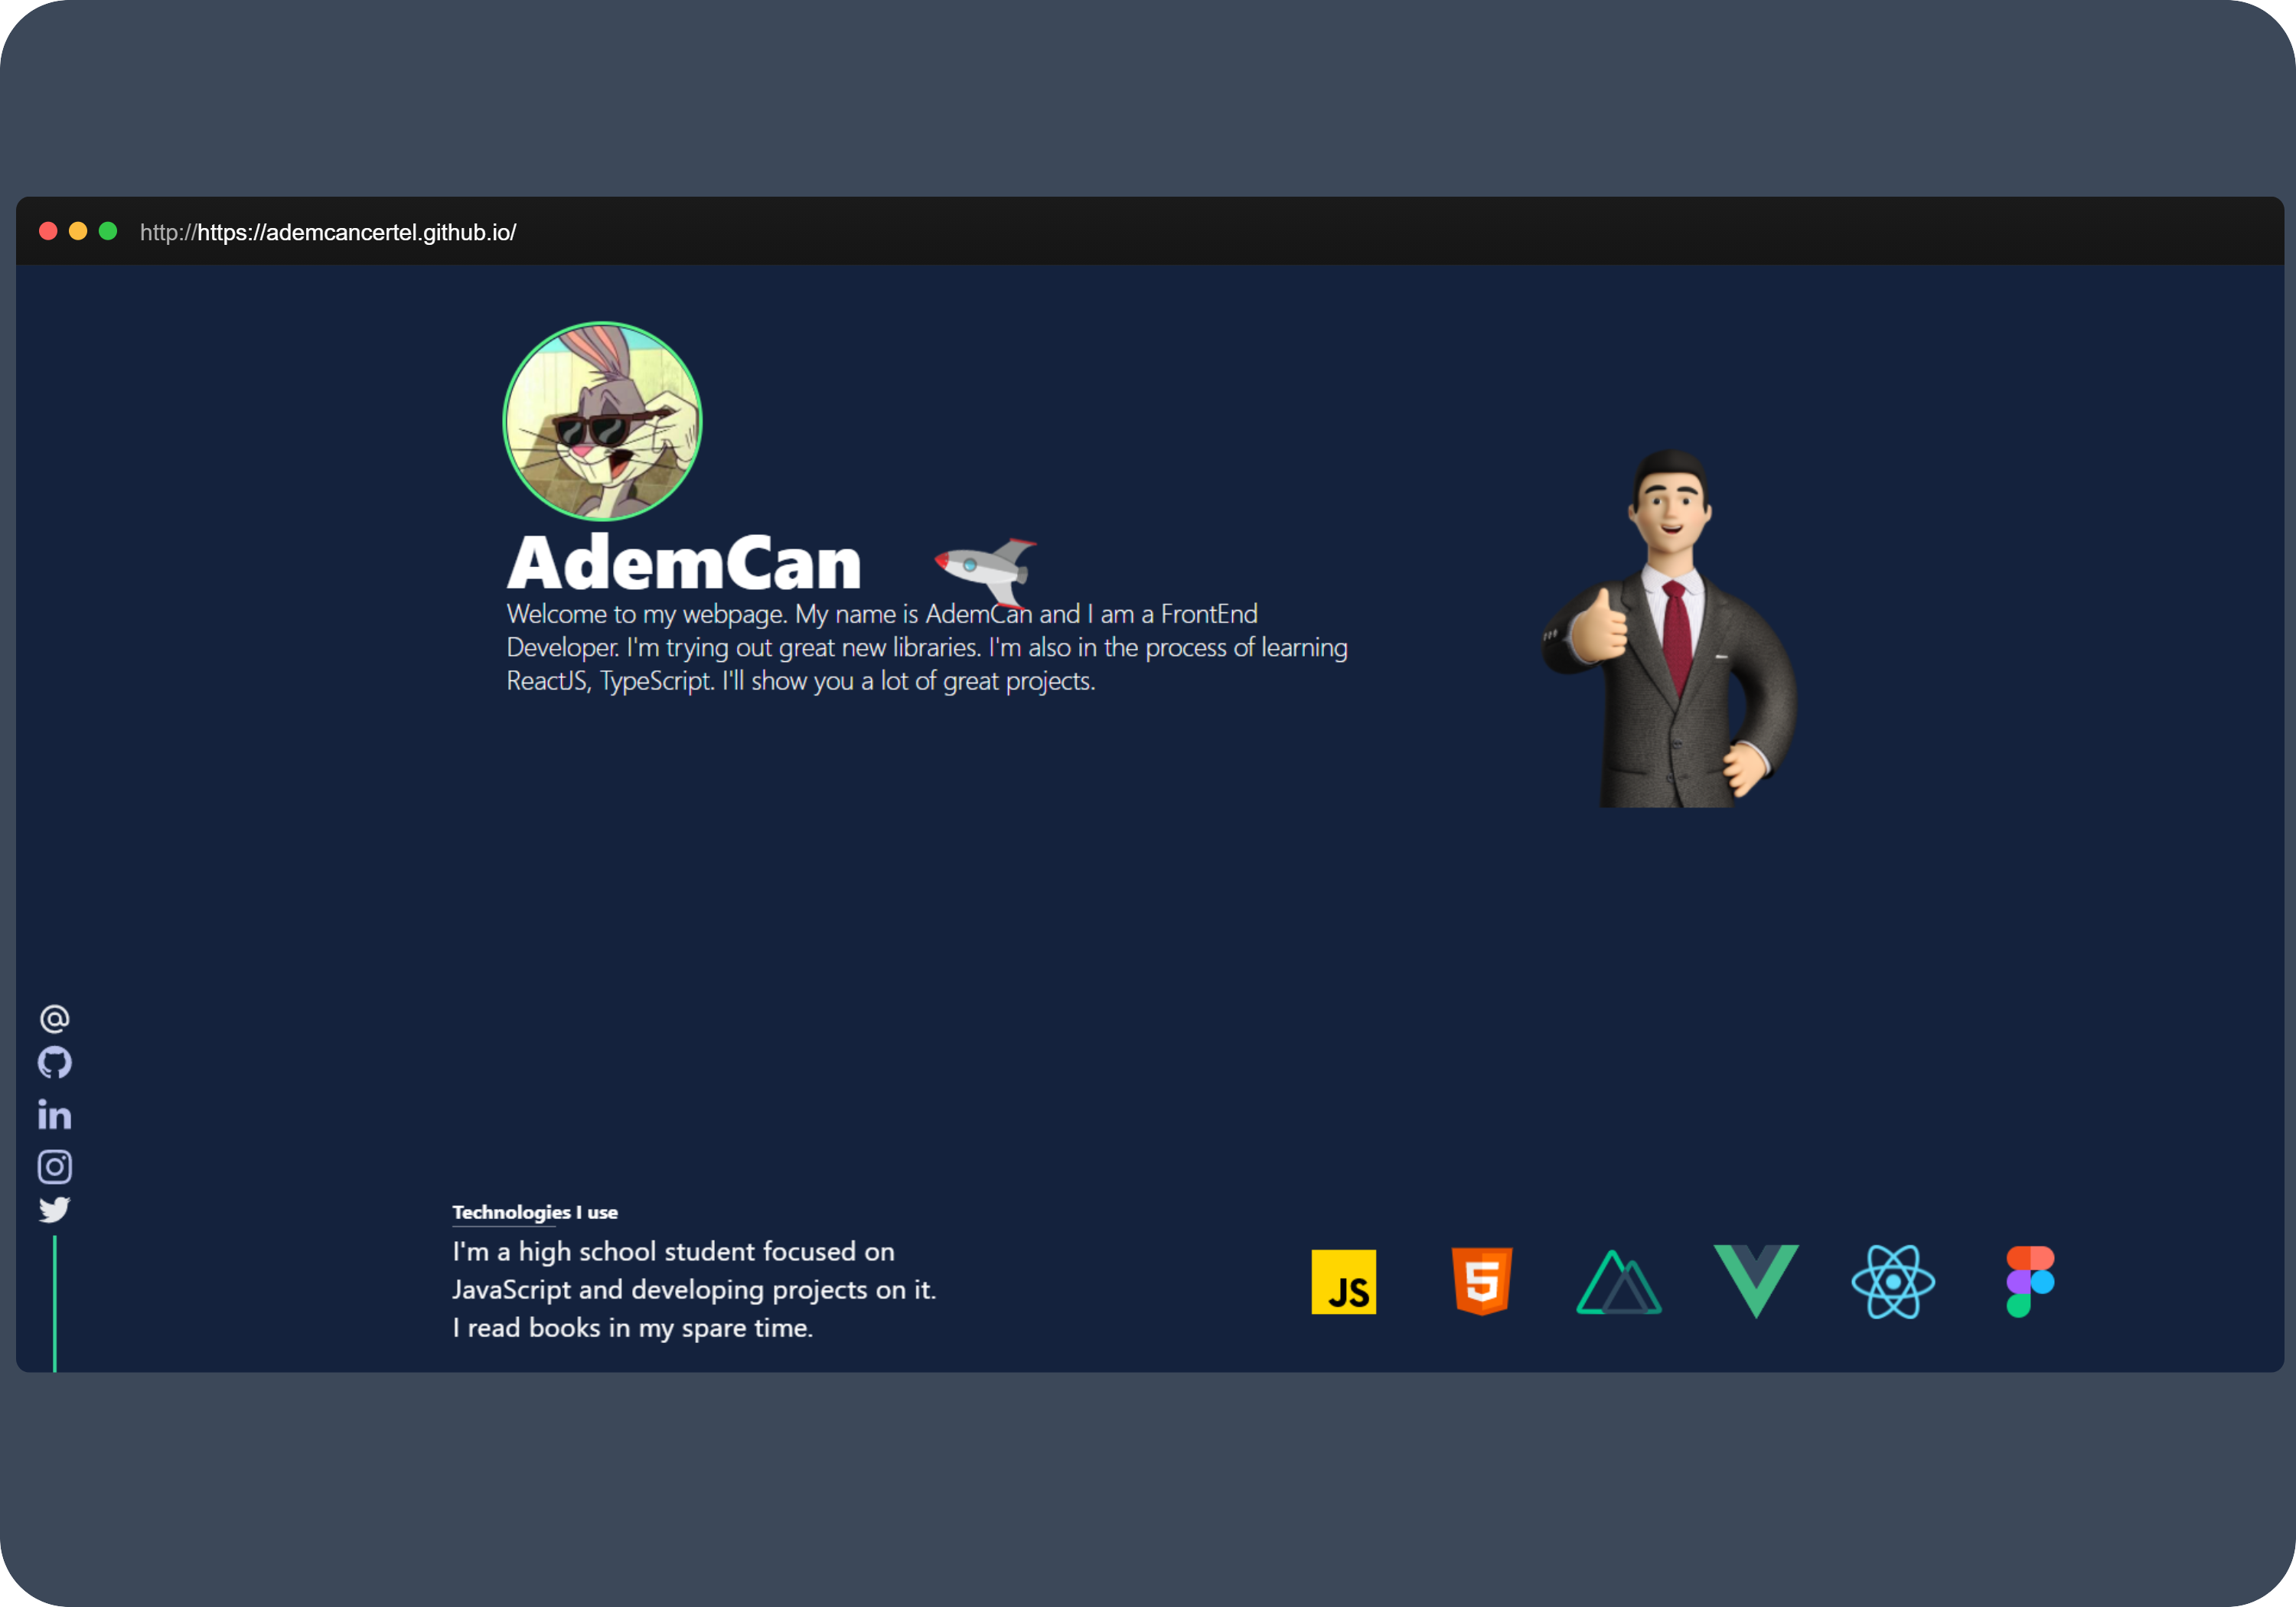 http://https://ademcancertel.github.io/
AdemCan
Welcome to my webpage. My name is AdemCan and I am a FrontEnd
Developer. I'm trying out great new libraries. I'm also in the process of learning
ReactJS, TypeScript. I'll show you a lot of great projects.
@
in
Technologies I use
I'm a high school student focused on
JavaScript and developing projects on it.
I read books in my spare time.
JS
5